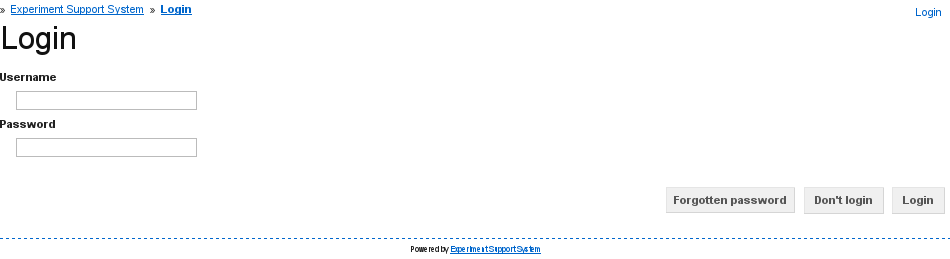 » Experiment Support System » Login
Login
Login
Username
Password
Forgotten password Don't login Login
Powered by Experiment Support System